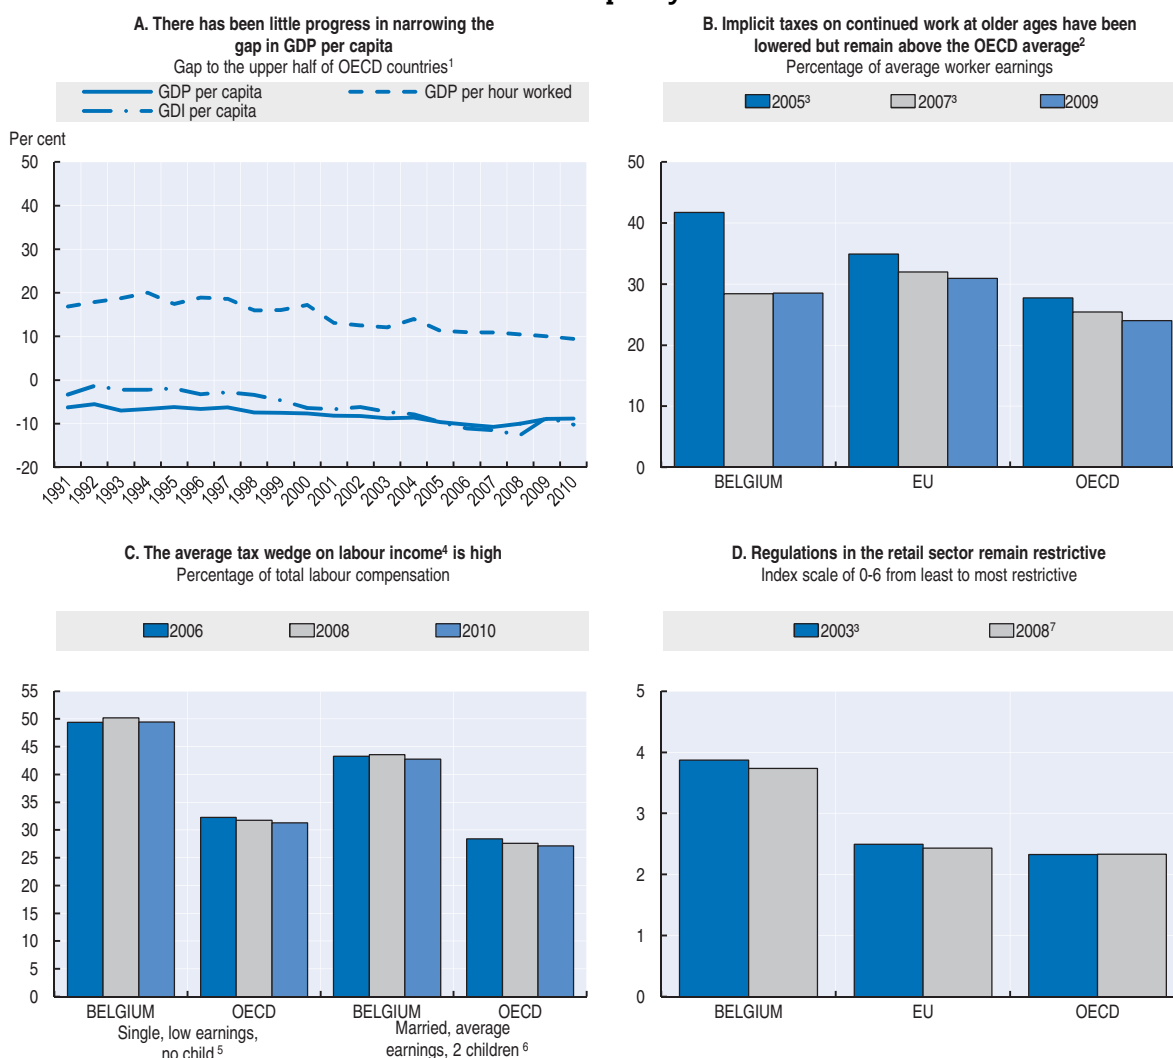 A. There has been little progress in narrowing the
gap in GDP per capita
Gap to the upper half of OECD countries¹
GDP per capita
GDP per hour worked
GDI per capita
Per cent
50
40
30
20
10
0
-10
-20
1991 1992 1993 1994 1995 1996 1997 1998 1999 2000 2001 2002 2003 2004 2005 2006 2007 2008 2009 2010
B. Implicit taxes on continued work at older ages have been
lowered but remain above the OECD average²
Percentage of average worker earnings
2005³ 2007³ 2009
50
40
30
20
10
0
BELGIUM EU OECD
C. The average tax wedge on labour income⁴ is high
Percentage of total labour compensation
2006 2008 2010
55
50
45
40
35
30
25
20
15
10
5
0
BELGIUM OECD BELGIUM OECD
Single, low earnings,
no child ⁵
Married, average
earnings, 2 children ⁶
D. Regulations in the retail sector remain restrictive
Index scale of 0-6 from least to most restrictive
2003³ 2008⁷
5
4
3
2
1
0
BELGIUM EU OECD